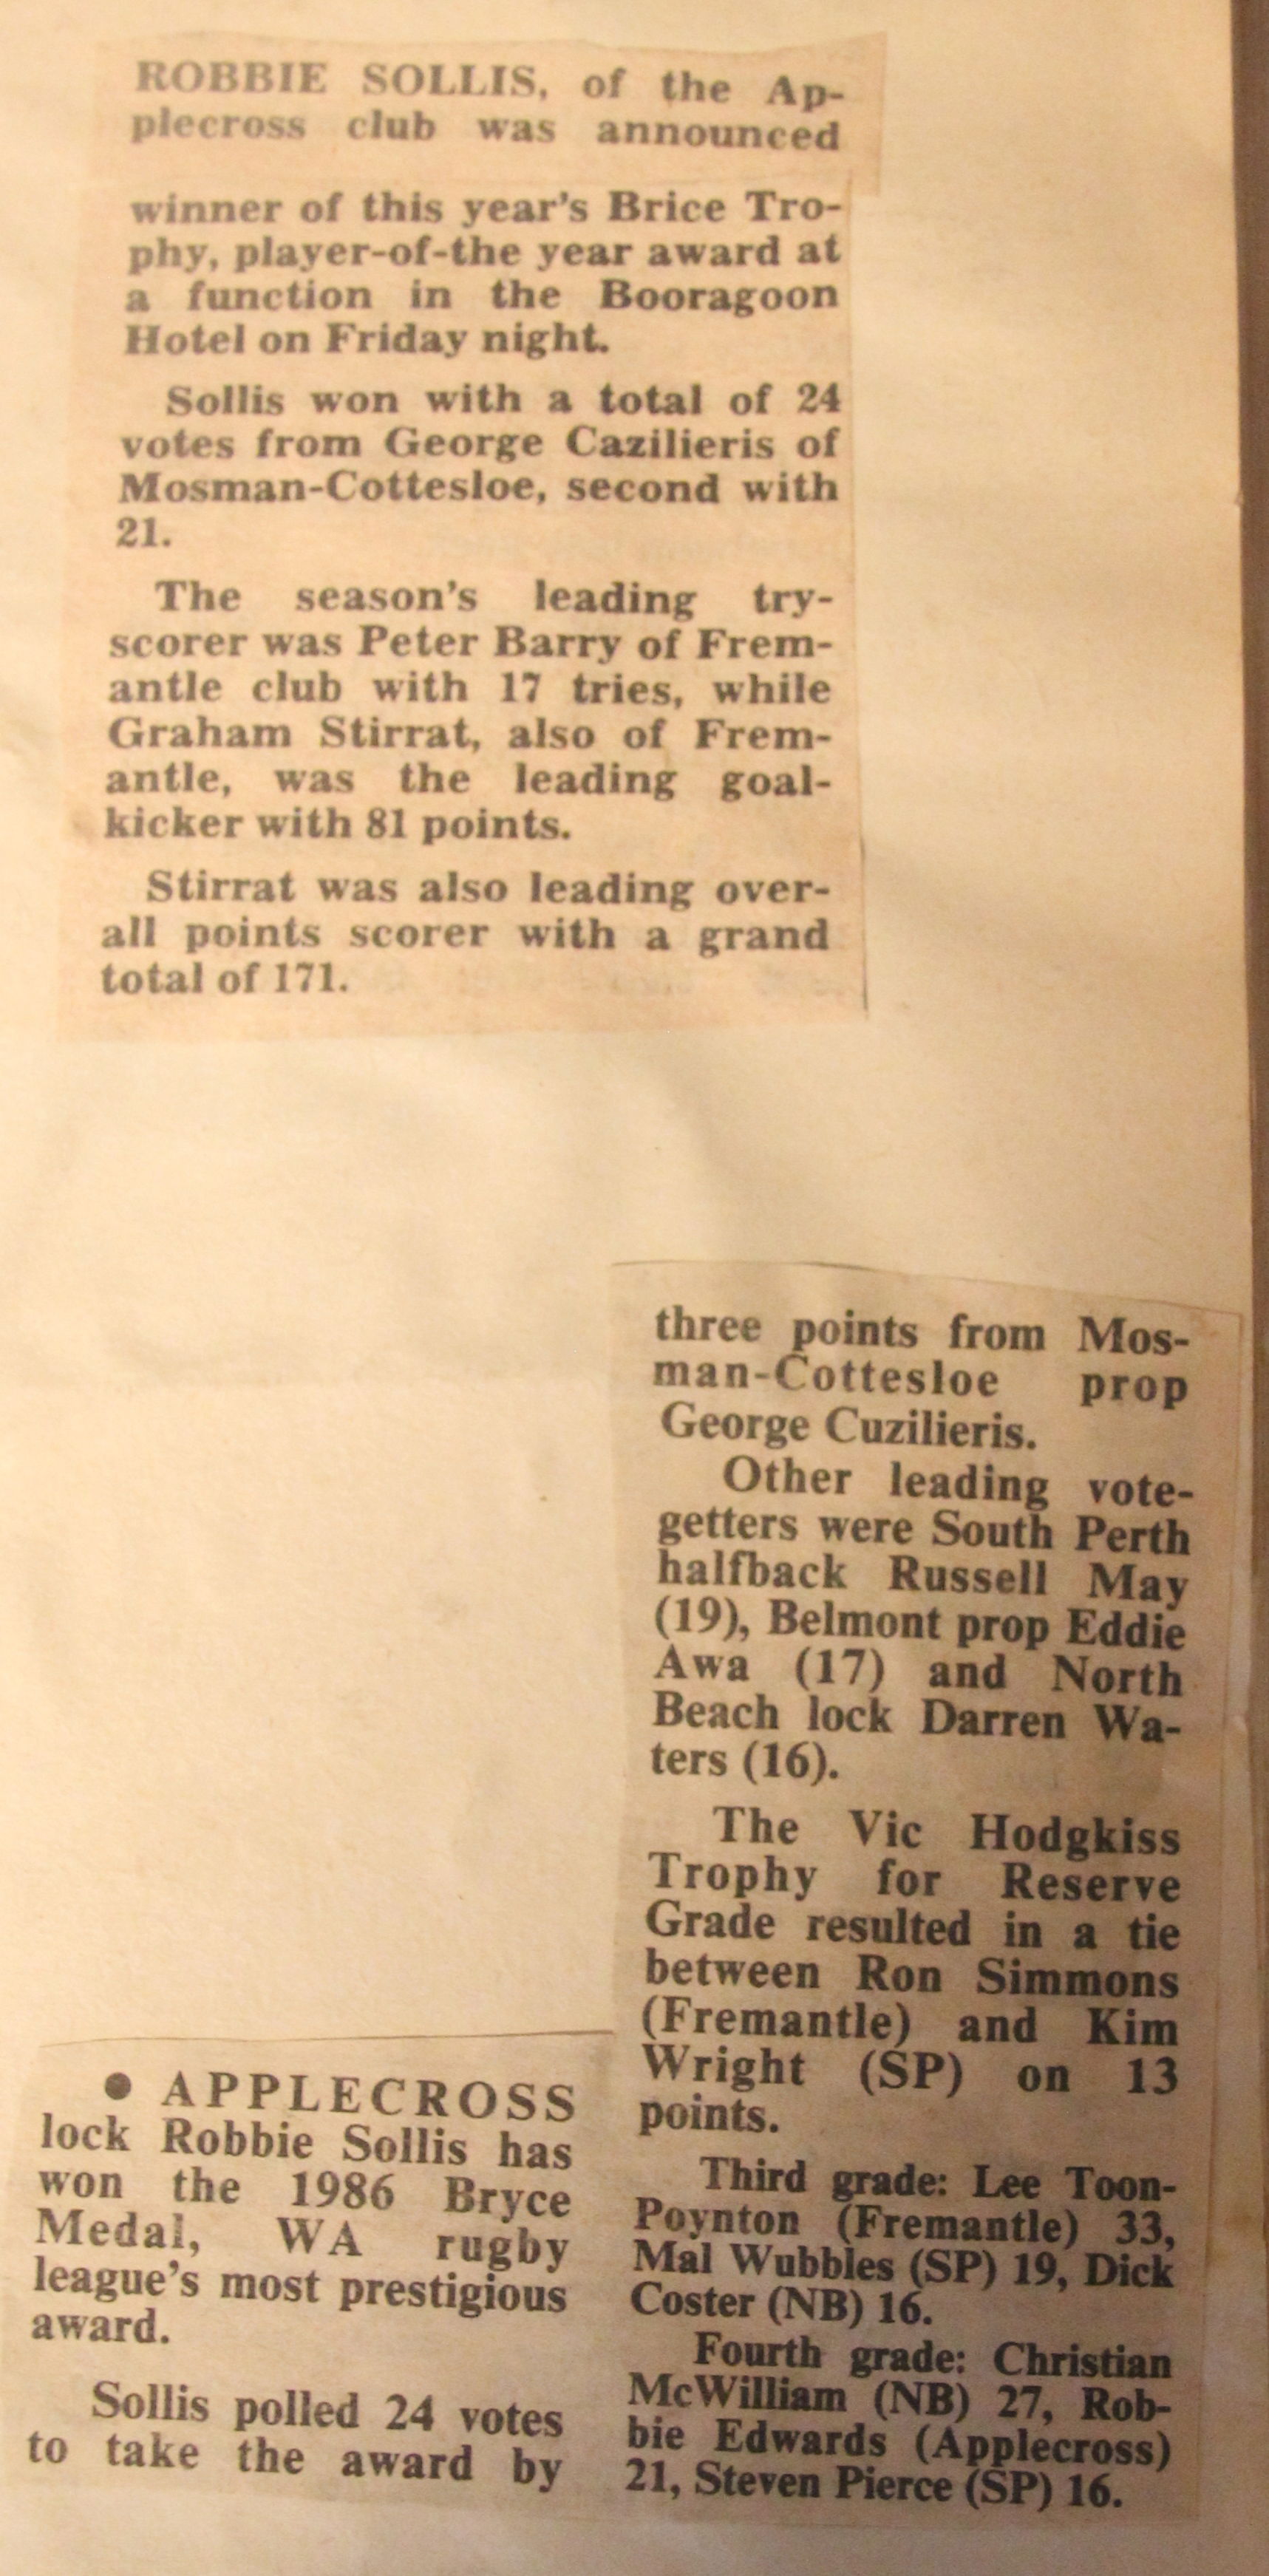 ROBBIE SOLLIS, of the Ap-
plecross club was announced
winner of this year's Brice Tro-
phy, player-of-the year award at
a function in the Booragoon
Hotel on Friday night.
Sollis won with a total of 24
votes from George Cazilieris of
Mosman-Cottesloe, second with
21.
The season's leading try-
scorer was Peter Barry of Frem-
antle club with 17 tries, while
Graham Stirrat, also of Frem-
antle, was the leading goal-
kicker with 81 points.
Stirrat was also leading over-
all points scorer with a grand
total of 171.
● APPLECROSS
lock Robbie Sollis has
won the 1986 Bryce
Medal, WA rugby
league's most prestigious
award.
Sollis polled 24 votes
to take the award by
three points from Mos-
man-Cottesloe prop
George Cuzilieris.
Other leading vote-
getters were South Perth
halfback Russell May
(19), Belmont prop Eddie
Awa (17) and North
Beach lock Darren Wa-
ters (16).
The Vic Hodgkiss
Trophy for Reserve
Grade resulted in a tie
between Ron Simmons
(Fremantle) and Kim
Wright (SP) on 13
points.
Third grade: Lee Toon-
Poynton (Fremantle) 33,
Mal Wubbles (SP) 19, Dick
Coster (NB) 16.
Fourth grade: Christian
McWilliam (NB) 27, Rob-
bie Edwards (Applecross)
21, Steven Pierce (SP) 16.